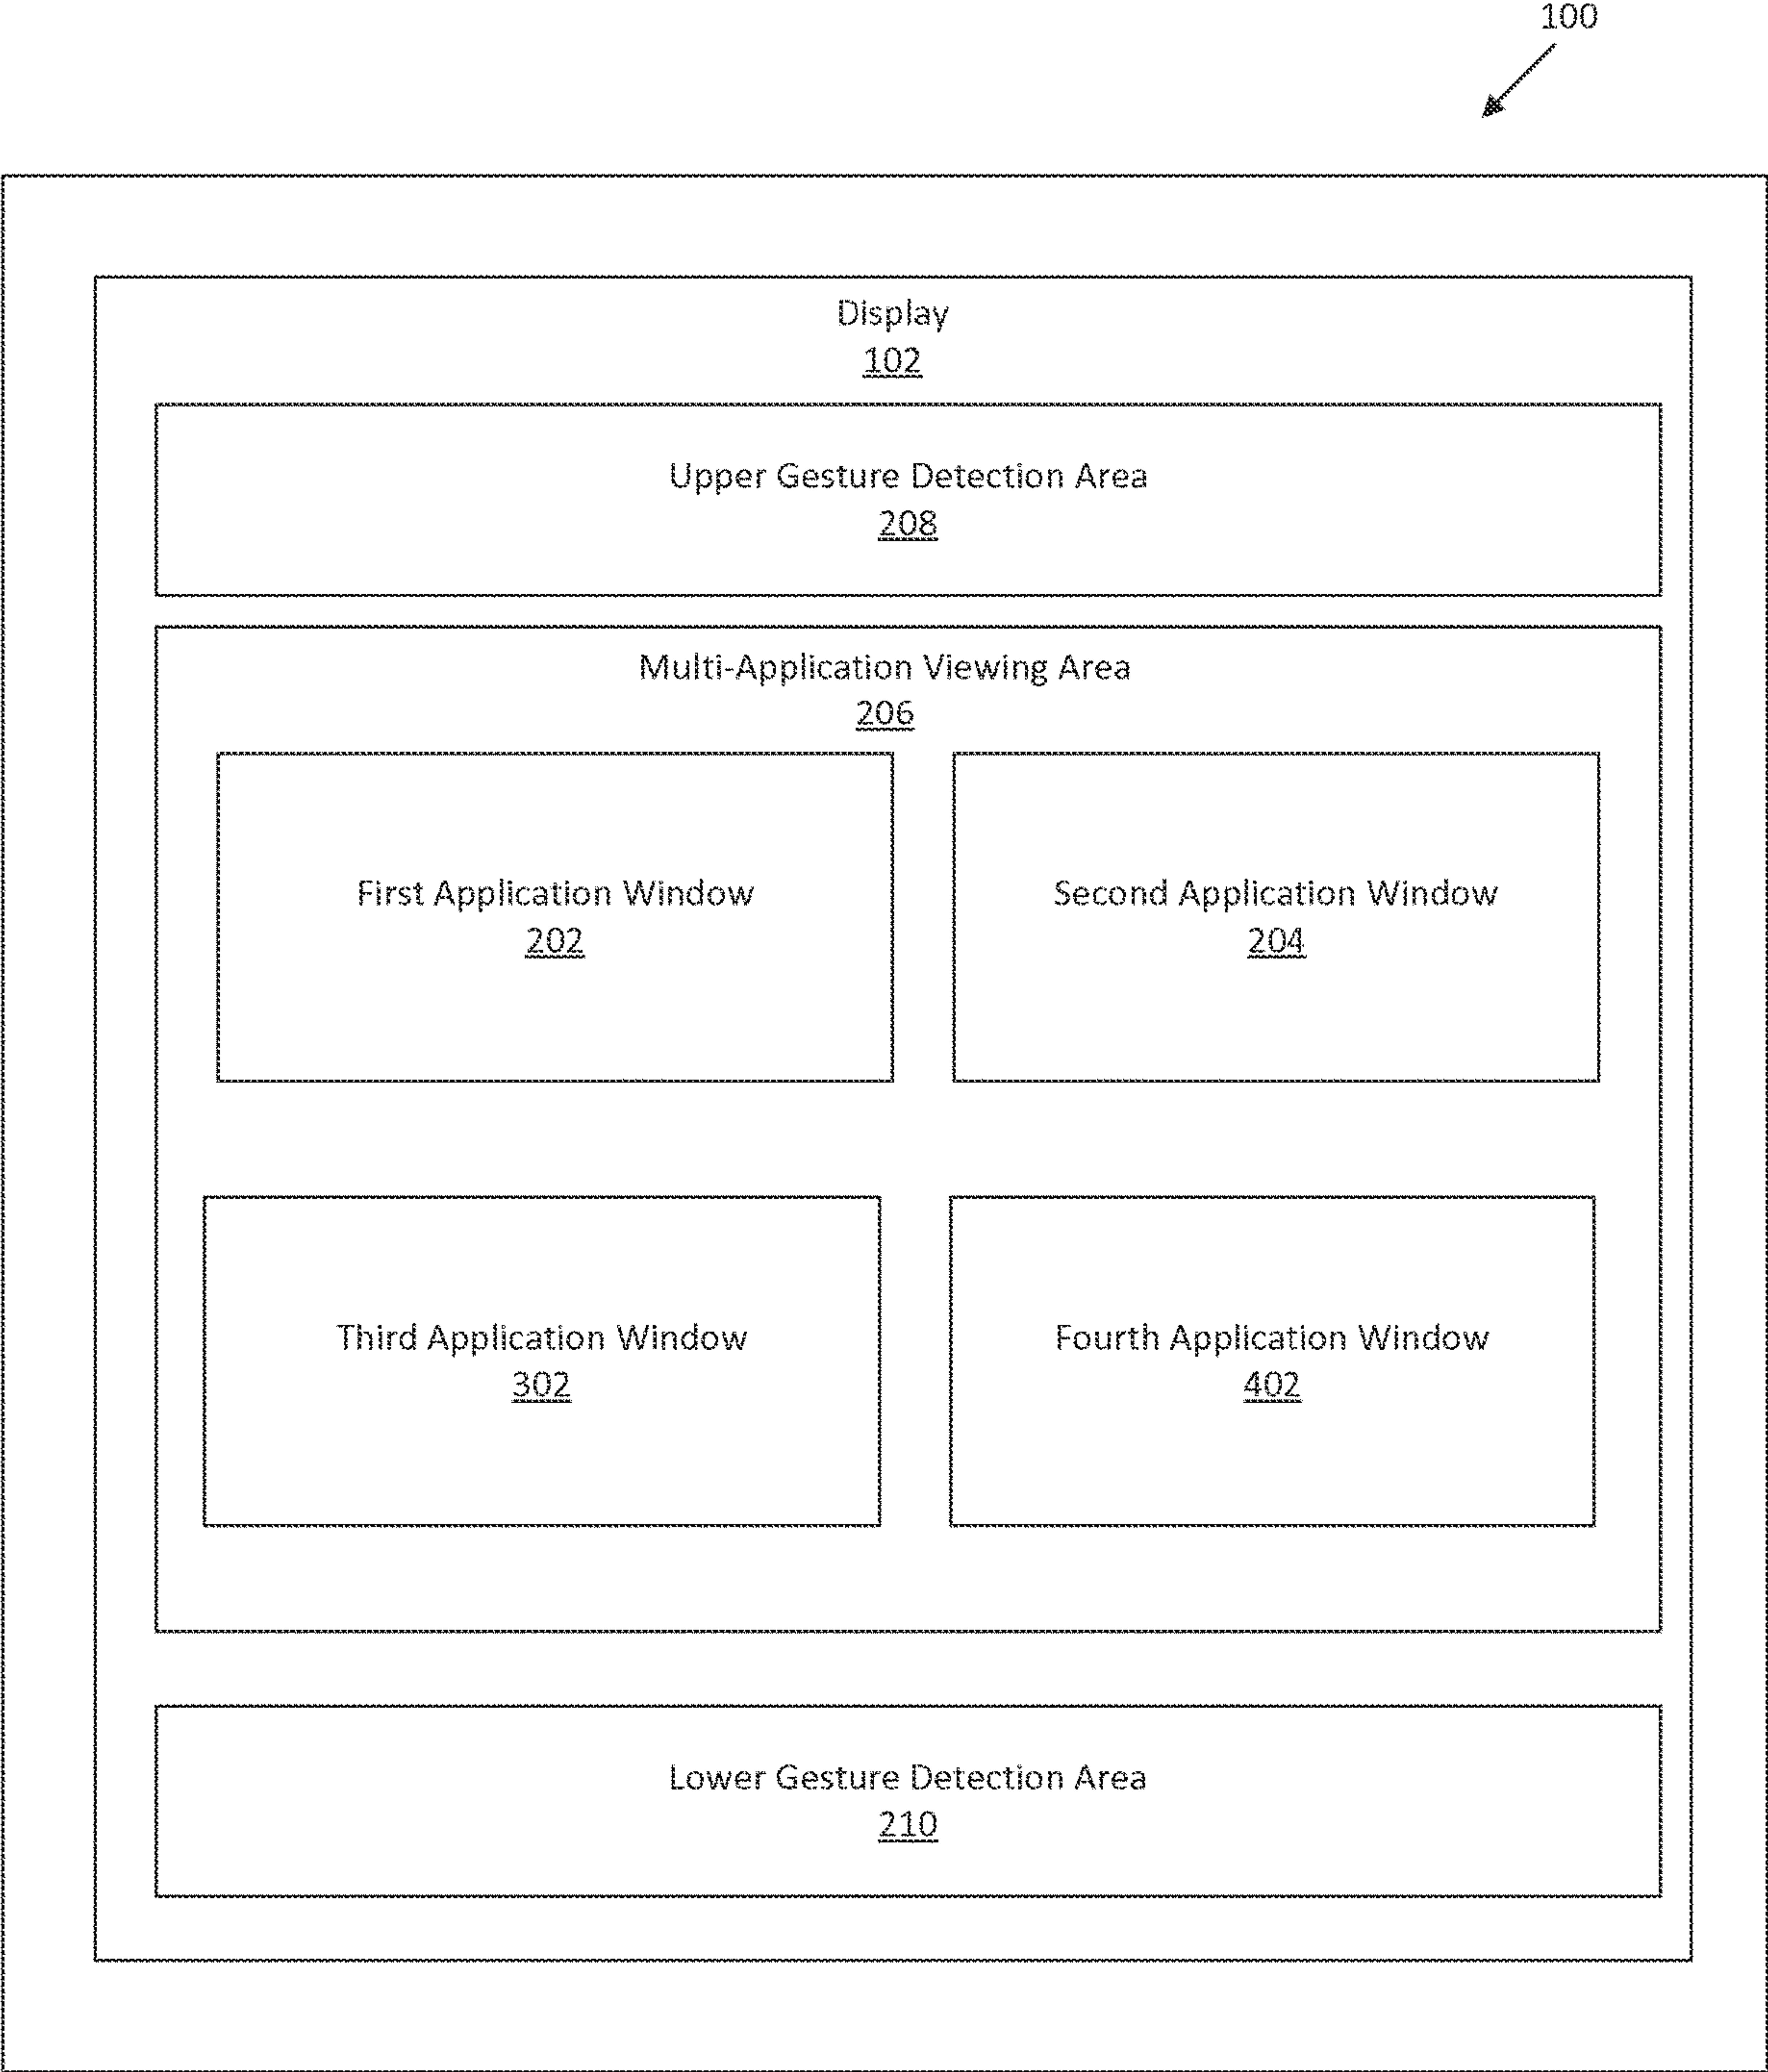 100
Display
102
Upper Gesture Detection Area
208
Multi-Application Viewing Area
206
First Application Window
202
Second Application Window
204
Third Application Window
302
Fourth Application Window
402
Lower Gesture Detection Area
210